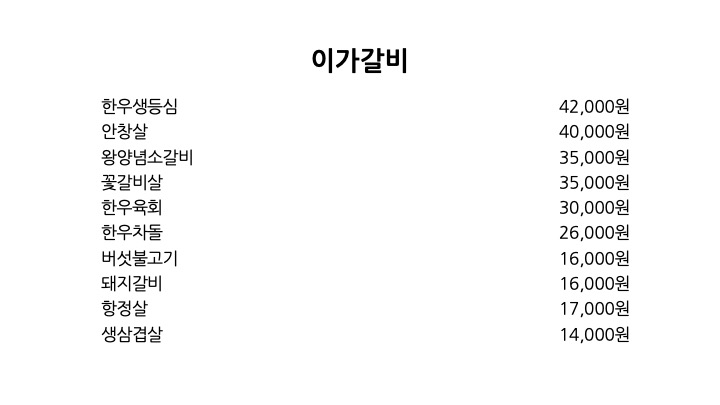 이가갈비
한우생등심 42,000원
안창살 40,000원
왕양념소갈비 35,000원
꽃갈비살 35,000원
한우육회 30,000원
한우차돌 26,000원
버섯불고기 16,000원
돼지갈비 16,000원
항정살 17,000원
생삼겹살 14,000원